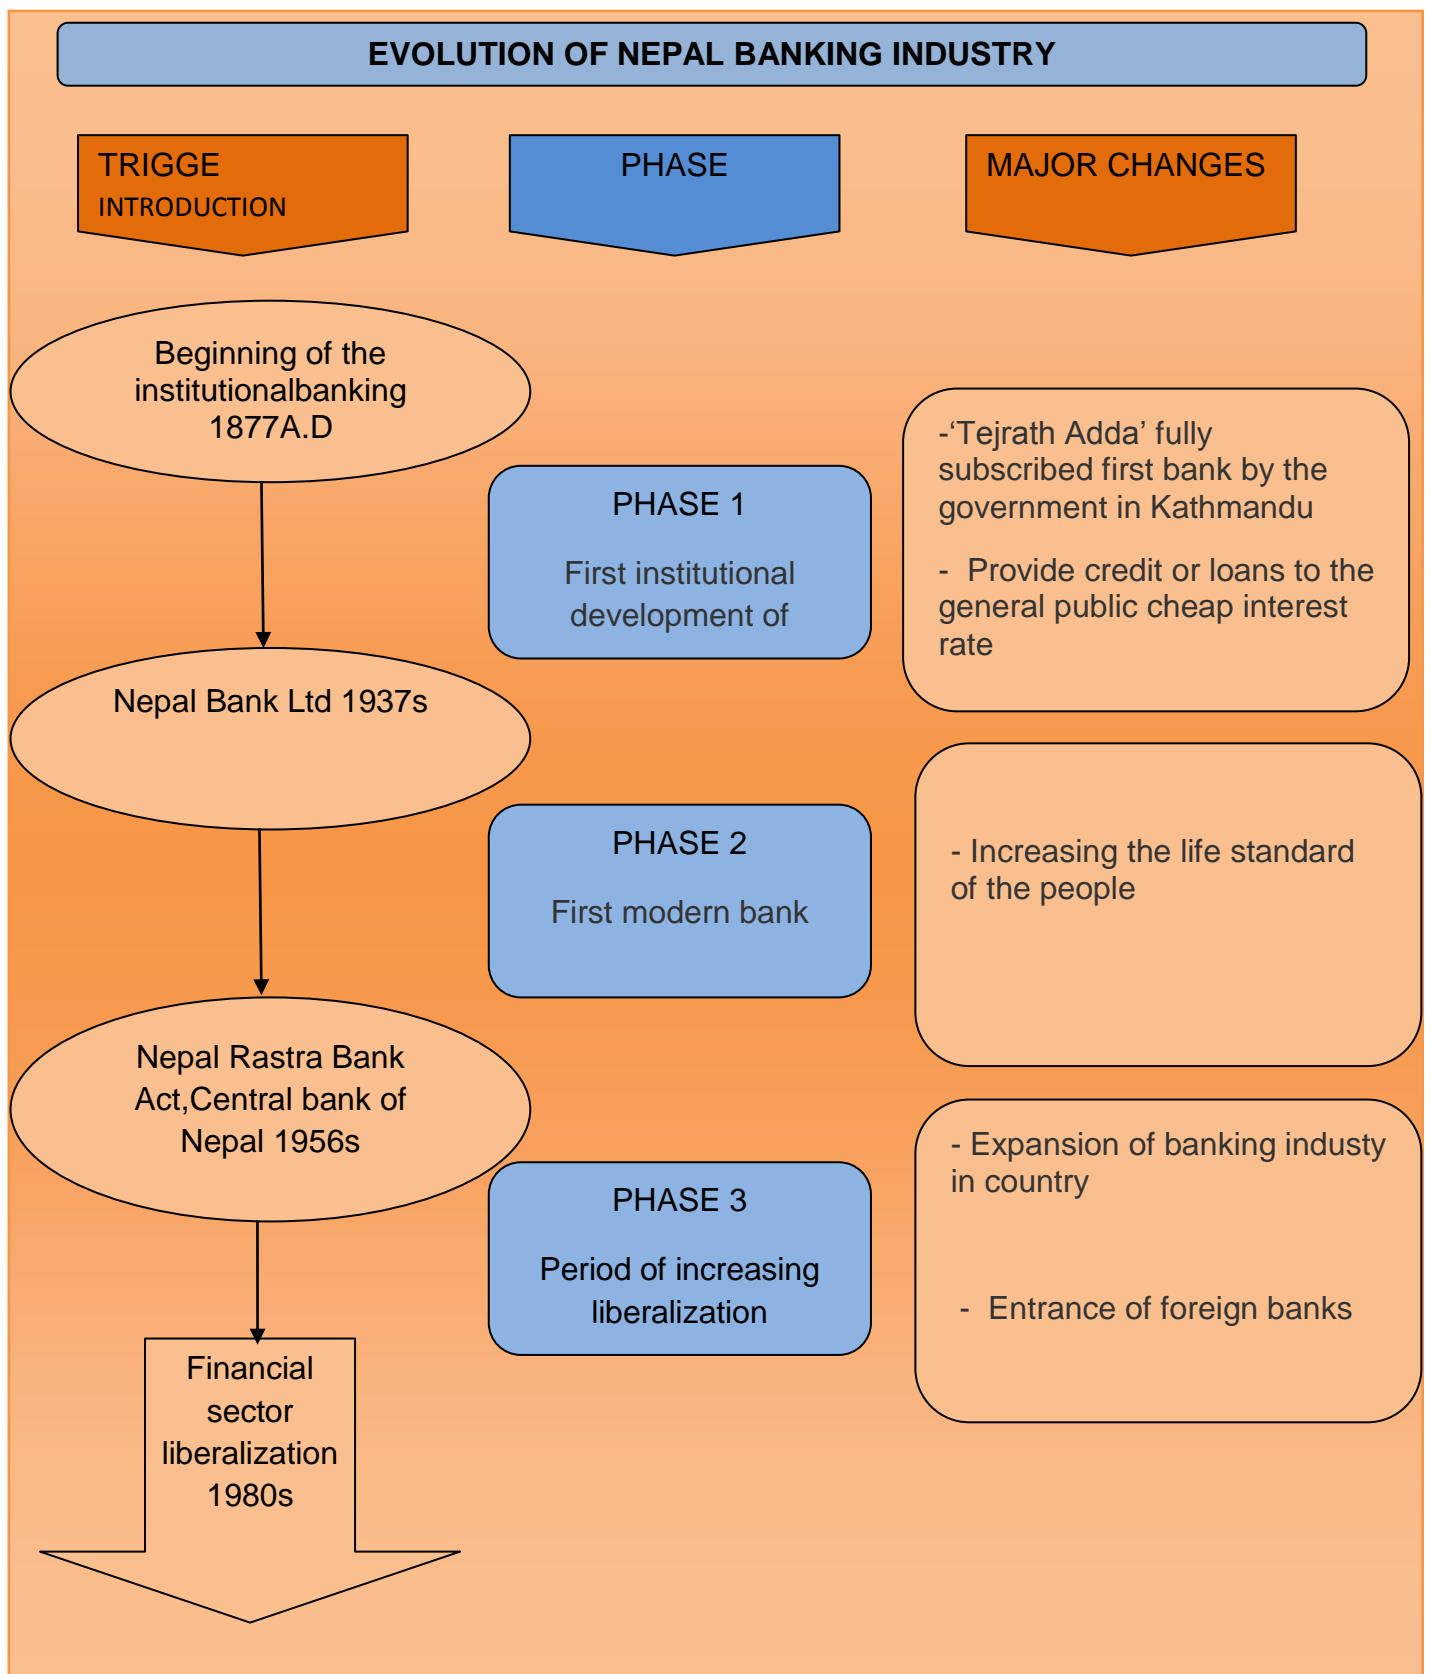 EVOLUTION OF NEPAL BANKING INDUSTRY
TRIGGE
INTRODUCTION
PHASE
MAJOR CHANGES
Beginning of the
institutionalbanking
1877A.D
PHASE 1
First institutional
development of
-‘Tejrath Adda’ fully
subscribed first bank by the
government in Kathmandu
- Provide credit or loans to the
general public cheap interest
rate
Nepal Bank Ltd 1937s
PHASE 2
First modern bank
- Increasing the life standard
of the people
Nepal Rastra Bank
Act,Central bank of
Nepal 1956s
PHASE 3
Period of increasing
liberalization
- Expansion of banking industy
in country
- Entrance of foreign banks
Financial
sector
liberalization
1980s